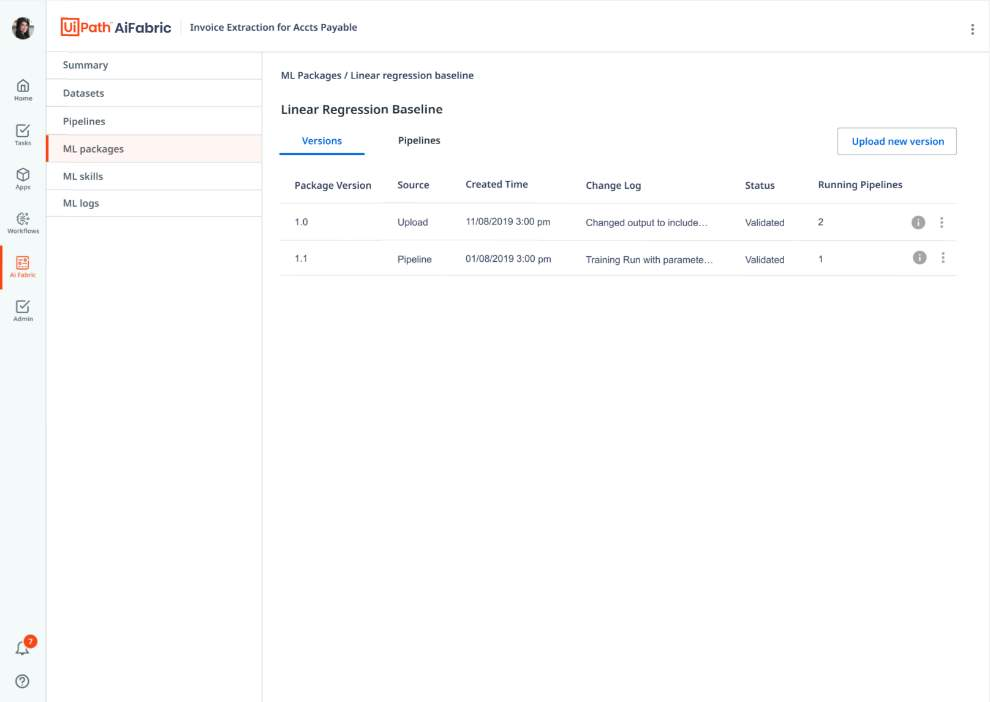 UiPath AiFabric
Invoice Extraction for Accts Payable
Home
Tasks
Apps
Workflows
Ai Fabric
Admin
7
Summary
Datasets
Pipelines
ML packages
ML skills
ML logs
ML Packages / Linear regression baseline
Linear Regression Baseline
Versions Pipelines
Upload new version
Package Version Source Created Time Change Log Status Running Pipelines
1.0 Upload 11/08/2019 3:00 pm Changed output to include... Validated 2
1.1 Pipeline 01/08/2019 3:00 pm Training Run with paramete... Validated 1